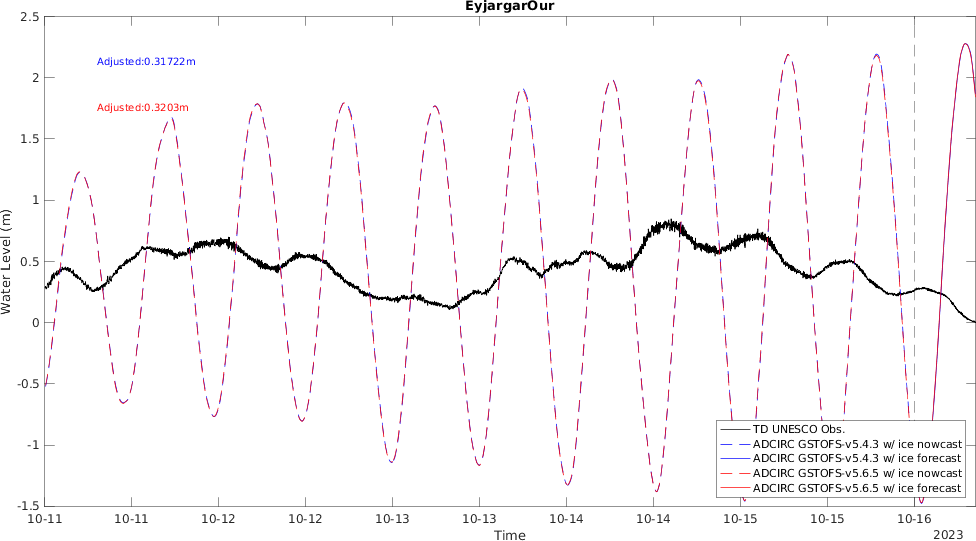 EyjargarOur
2.5
2
1.5
1
0.5
0
-0.5
-1
-1.5
Water Level (m)
Adjusted:0.31722m
Adjusted:0.3203m
TD UNESCO Obs.
ADCIRC GSTOFS-v5.4.3 w/ ice nowcast
ADCIRC GSTOFS-v5.4.3 w/ ice forecast
ADCIRC GSTOFS-v5.6.5 w/ ice nowcast
ADCIRC GSTOFS-v5.6.5 w/ ice forecast
10-11 10-11 10-12 10-12 10-13 10-13 10-14 10-14 10-15 10-15 10-16
Time
2023